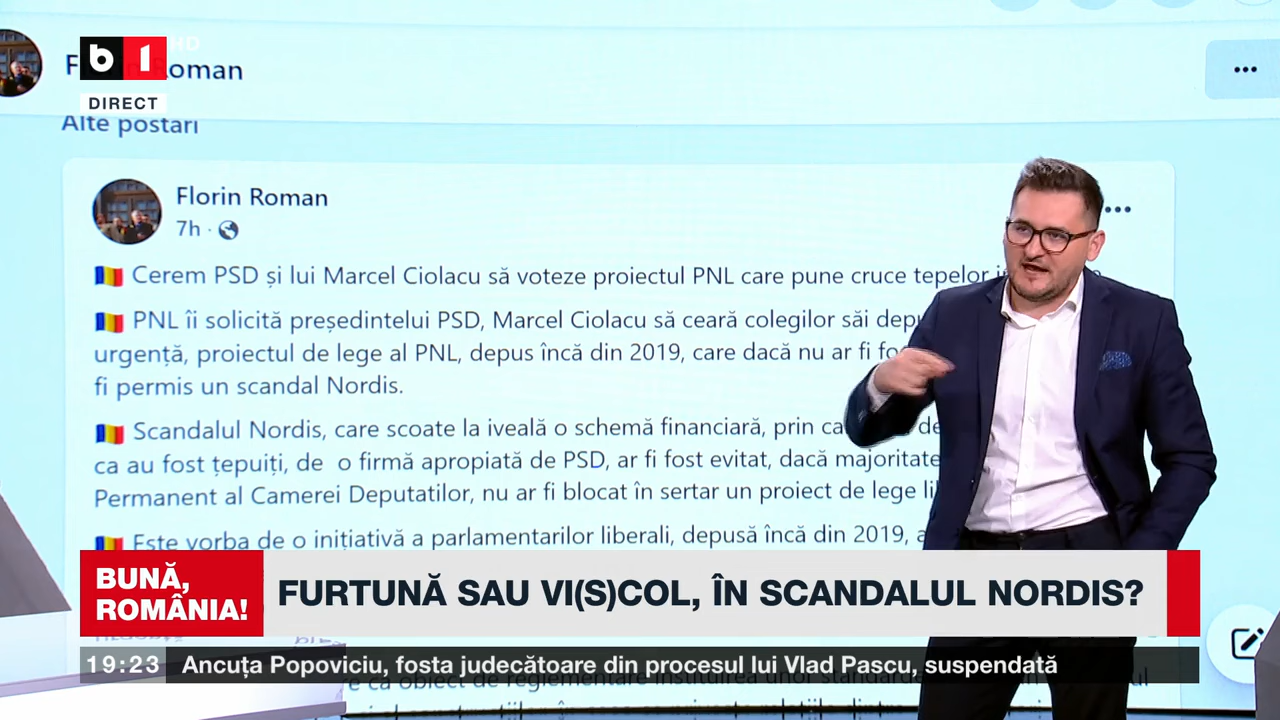 b1 HD
F Roman
DIRECT
Alte postări
Florin Roman
7h ·
Cerem PSD și lui Marcel Ciolacu să voteze proiectul PNL care pune cruce tepelor
PNL îi solicită președintelui PSD, Marcel Ciolacu să ceară colegilor săi
urgență, proiectul de lege al PNL, depus încă din 2019, care dacă nu ar fi
fi permis un scandal Nordis.
Scandalul Nordis, care scoate la iveală o schemă financiară, prin
ca au fost țepuiți, de o firmă apropiată de PSD, ar fi fost evitat, dacă
Permanent al Camerei Deputatilor, nu ar fi blocat în sertar un proiect de lege
Este vorba de o inițiativă a parlamentarilor liberali, depusă încă din 2019,
BUNĂ,
ROMÂNIA!
FURTUNĂ SAU VI(S)COL, ÎN SCANDALUL NORDIS?
19:23 Ancuța Popoviciu, fosta judecătoare din procesul lui Vlad Pascu, suspendată